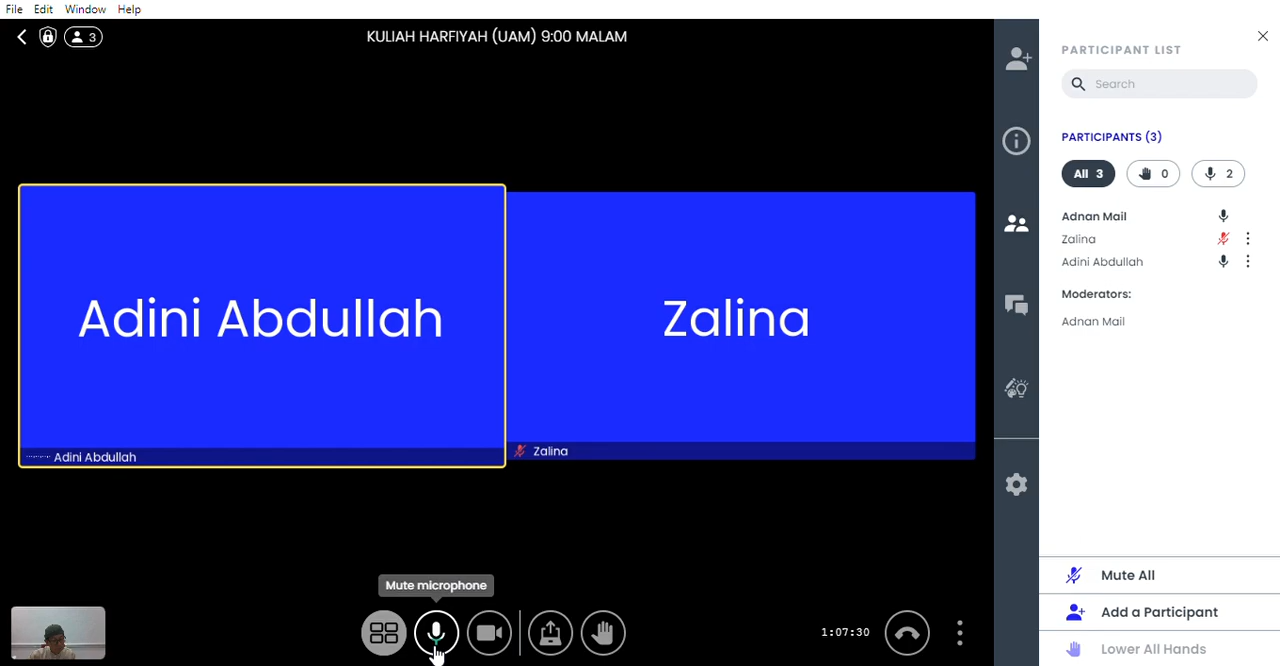 File Edit Window Help
3
KULIAH HARFIYAH (UAM) 9:00 MALAM
Adini Abdullah
Adini Abdullah
Zalina
Zalina
Mute microphone
1:07:30
PARTICIPANT LIST
Search
PARTICIPANTS (3)
All 3 0 2
Adnan Mail
Zalina
Adini Abdullah
Moderators:
Adnan Mail
Mute All
Add a Participant
Lower All Hands